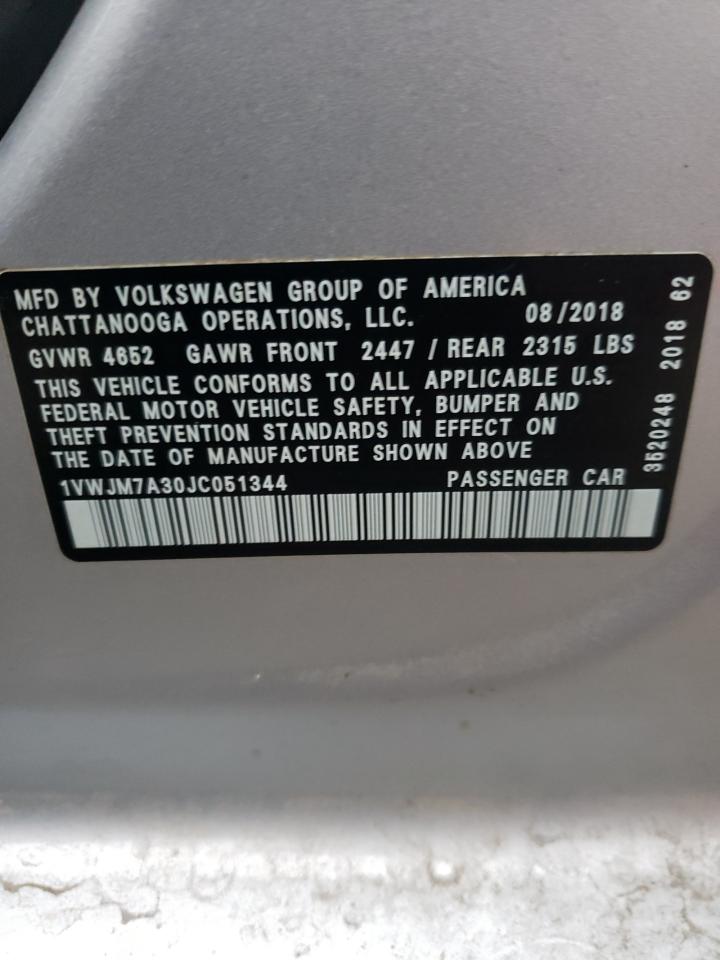 MFD BY VOLKSWAGEN GROUP OF AMERICA
CHATTANOOGA OPERATIONS, LLC. 08/2018
GVWR 4652 GAWR FRONT 2447 / REAR 2315 LBS
THIS VEHICLE CONFORMS TO ALL APPLICABLE U.S.
FEDERAL MOTOR VEHICLE SAFETY, BUMPER AND
THEFT PREVENTION STANDARDS IN EFFECT ON
THE DATE OF MANUFACTURE SHOWN ABOVE
1VWJM7A30JC051344 PASSENGER CAR
3520248 2018 62